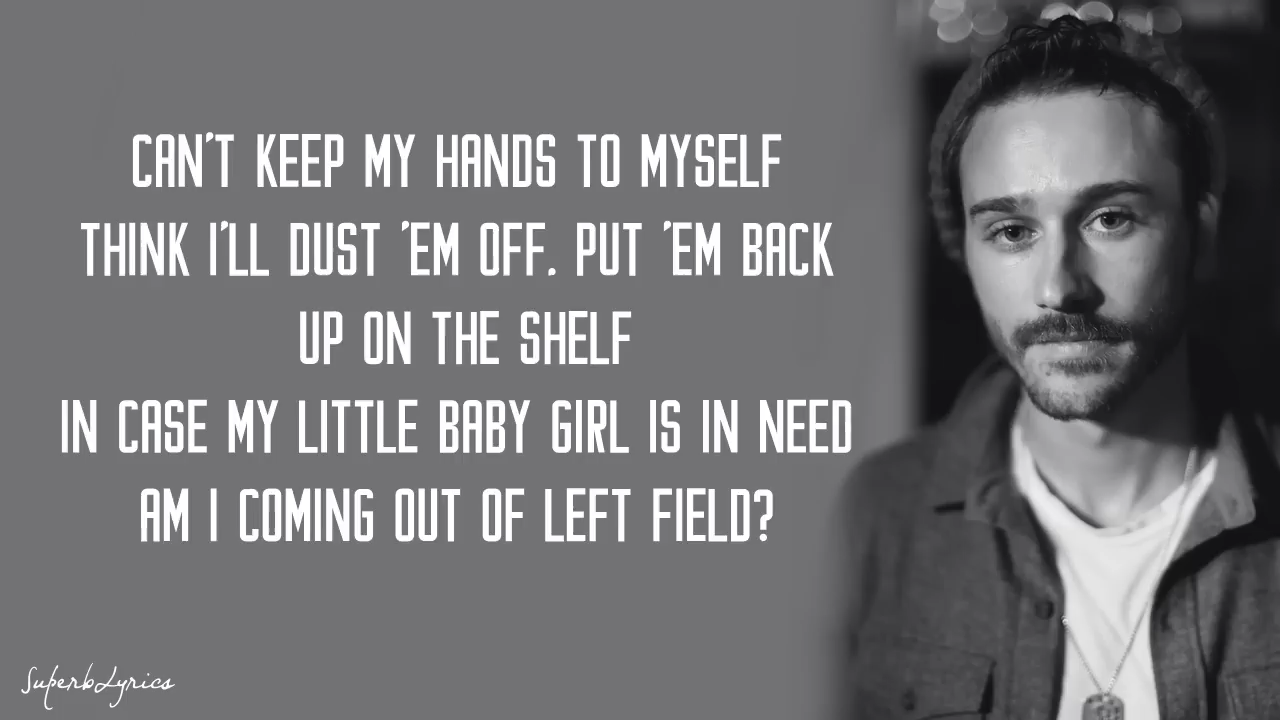 CAN'T KEEP MY HANDS TO MYSELF
THINK I'LL DUST 'EM OFF. PUT 'EM BACK
UP ON THE SHELF
IN CASE MY LITTLE BABY GIRL IS IN NEED
AM I COMING OUT OF LEFT FIELD?
SuperbLyrics